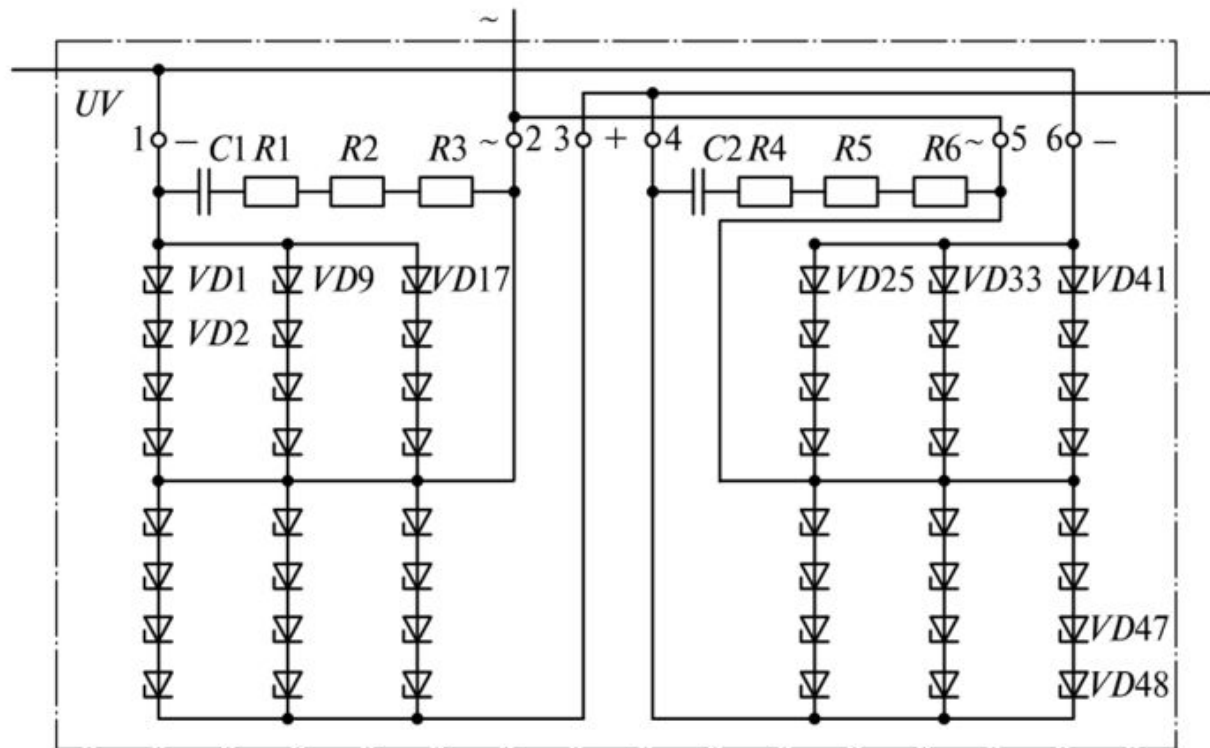 ~
UV
1 – C1 R1 R2 R3 ~ 2 3 + 4 C2 R4 R5 R6 ~ 5 6 –
VD1 VD9 VD17 VD25 VD33 VD41
VD2
VD47
VD48